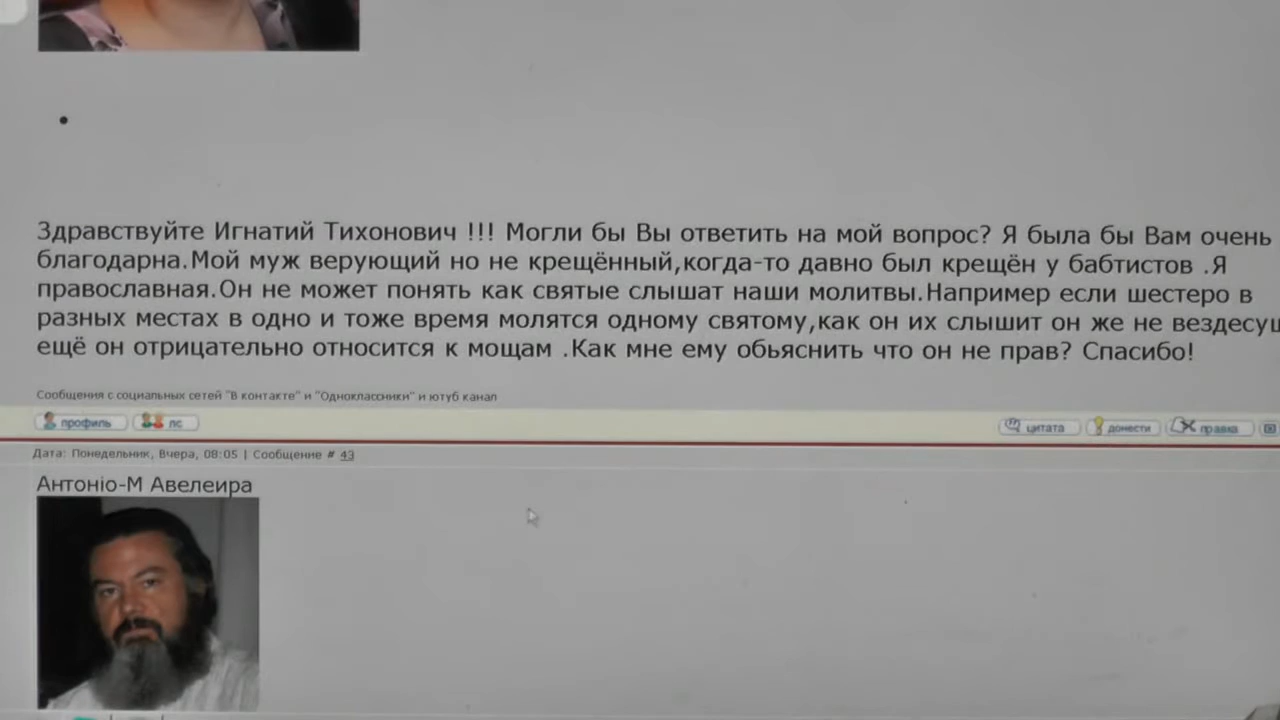 Здравствуйте Игнатий Тихонович !!! Могли бы Вы ответить на мой вопрос? Я была бы Вам очень
благодарна.Мой муж верующий но не крещённый,когда-то давно был крещён у бабтистов .Я
православная.Он не может понять как святые слышат наши молитвы.Например если шестеро в
разных местах в одно и тоже время молятся одному святому,как он их слышит он же не
ещё он отрицательно относится к мощам .Как мне ему обьяснить что он не прав? Спасибо!
Сообщения с социальных сетей "В контакте" и "Одноклассники" и ютуб канал
профиль лс цитата донести правка
Дата: Понедельник, Вчера, 08:05 | Сообщение # 43
Антоніо-М Авелеира